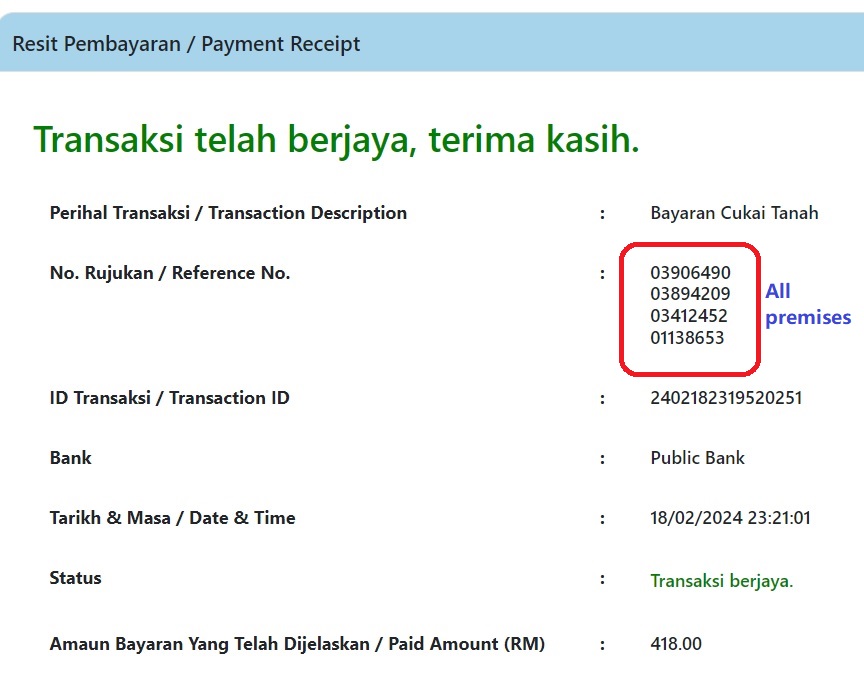 Resit Pembayaran / Payment Receipt
Transaksi telah berjaya, terima kasih.
Perihal Transaksi / Transaction Description : Bayaran Cukai Tanah
No. Rujukan / Reference No. : 03906490
03894209
03412452
01138653
All
premises
ID Transaksi / Transaction ID : 2402182319520251
Bank : Public Bank
Tarikh & Masa / Date & Time : 18/02/2024 23:21:01
Status : Transaksi berjaya.
Amaun Bayaran Yang Telah Dijelaskan / Paid Amount (RM) : 418.00